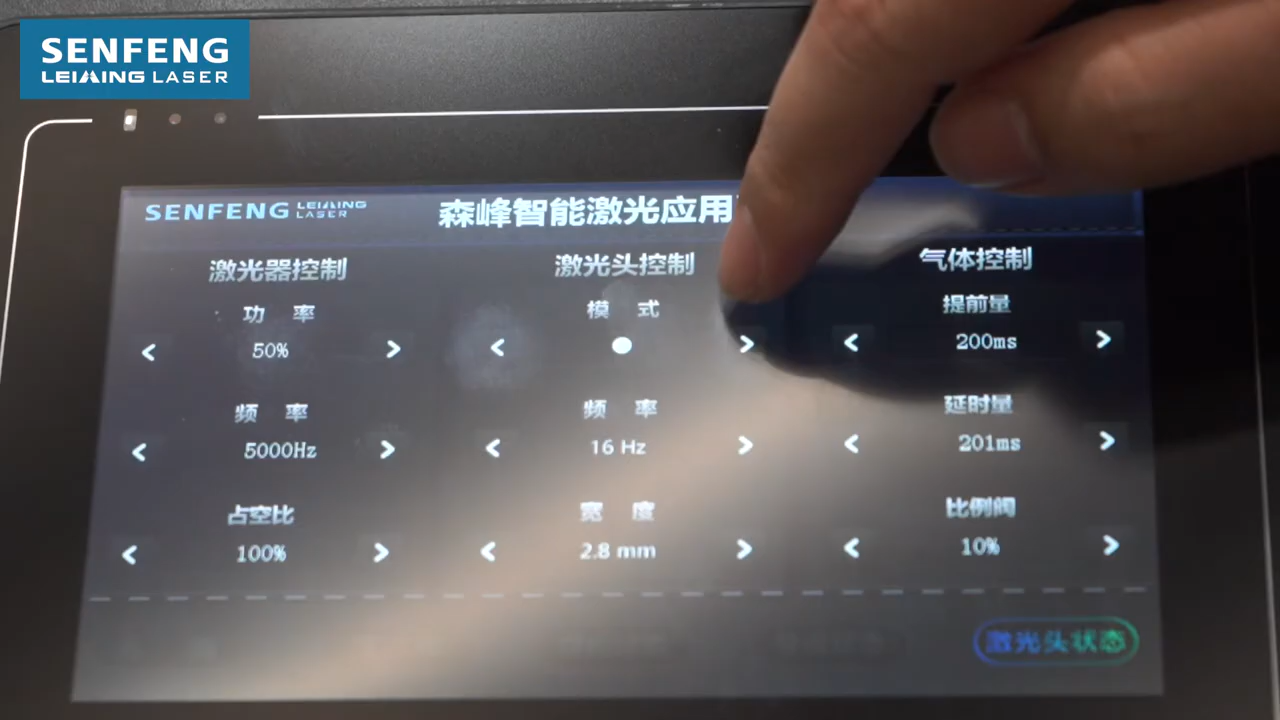 SENFENG
LEIMING LASER
SENFENG LEIMING LASER
森峰智能激光应用
激光器控制
激光头控制
气体控制
功 率
模 式
提前量
< 50% >
< >
< 200ms >
频 率
频 率
延时量
< 5000Hz >
< 16 Hz >
< 201ms >
占空比
宽 度
比例阀
< 100% >
< 2.8 mm >
< 10% >
激光头状态